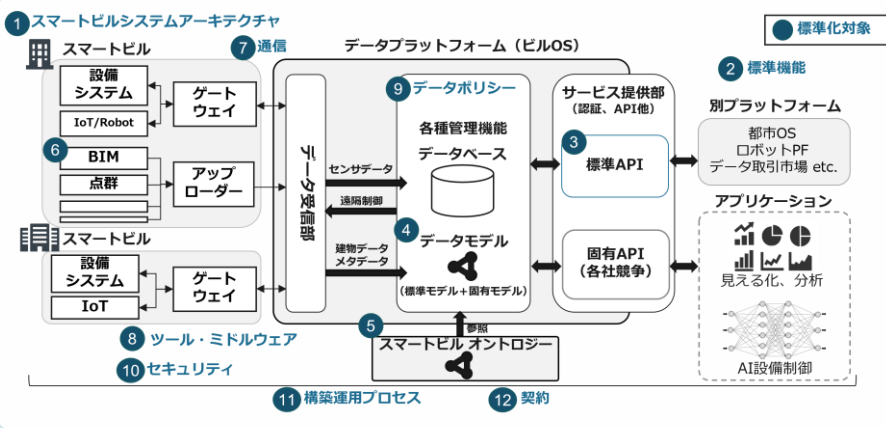 1 スマートビルシステムアーキテクチャ
標準化対象
スマートビル
7 通信
データプラットフォーム（ビルOS）
2 標準機能
設備
システム
IoT/Robot
ゲート
ウェイ
6
BIM
点群
アップ
ローダー
データ受信部
センサデータ
遠隔制御
建物データ
メタデータ
9 データポリシー
各種管理機能
データベース
4
データモデル
（標準モデル＋固有モデル）
サービス提供部
（認証、API他）
3
標準API
固有API
（各社競争）
別プラットフォーム
都市OS
ロボットPF
データ取引市場 etc.
アプリケーション
見える化、分析
AI設備制御
スマートビル
設備
システム
IoT
ゲート
ウェイ
5
参照
スマートビル オントロジー
8 ツール・ミドルウェア
10 セキュリティ
11 構築運用プロセス
12 契約